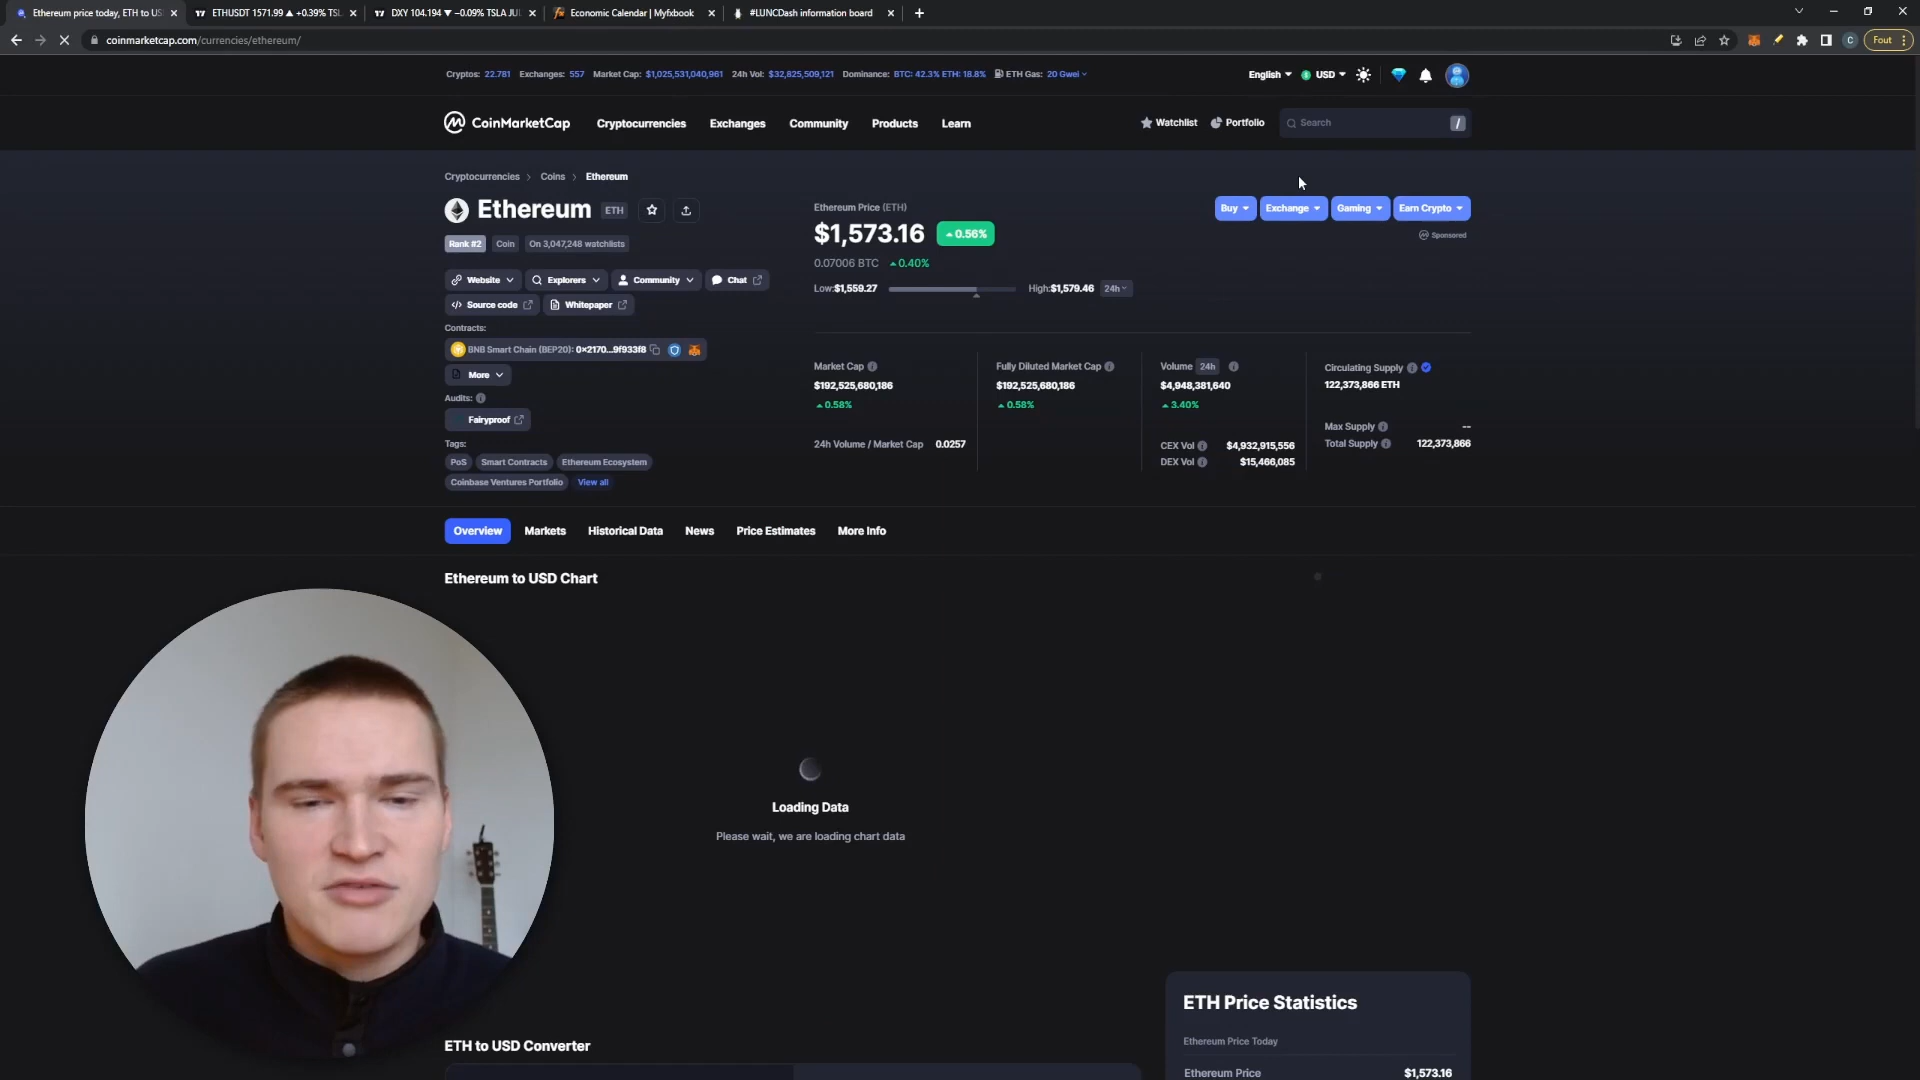 Ethereum price today, ETH to US
ETHUSDT 1571.99 ▲ +0.39% TSL
DXY 104.194 ▼ −0.09% TSLA JUL
Economic Calendar | Myfxbook
#LUNCDash information board
coinmarketcap.com/currencies/ethereum/
C
Fout
Cryptos: 22.781 Exchanges: 557 Market Cap: $1,025,531,040,961 24h Vol: $32,825,509,121 Dominance: BTC: 42.3% ETH: 18.8% ETH Gas: 20 Gwei
English
USD
CoinMarketCap
Cryptocurrencies
Exchanges
Community
Products
Learn
Watchlist
Portfolio
Search
/
Cryptocurrencies > Coins > Ethereum
Ethereum ETH
Rank #2
Coin
On 3,047,248 watchlists
Website
Explorers
Community
Chat
Source code
Whitepaper
Contracts:
BNB Smart Chain (BEP20): 0x2170...9f933f8
More
Audits:
Fairyproof
Tags:
PoS
Smart Contracts
Ethereum Ecosystem
Coinbase Ventures Portfolio
View all
Ethereum Price (ETH)
$1,573.16 0.56%
0.07006 BTC 0.40%
Low:$1,559.27
High:$1,579.46
24h
Buy
Exchange
Gaming
Earn Crypto
Sponsored
Market Cap
$192,525,680,186
0.58%
24h Volume / Market Cap 0.0257
Fully Diluted Market Cap
$192,525,680,186
0.58%
Volume 24h
$4,948,381,640
3.40%
CEX Vol $4,932,915,556
DEX Vol $15,466,085
Circulating Supply
122,373,866 ETH
Max Supply --
Total Supply 122,373,866
Overview
Markets
Historical Data
News
Price Estimates
More Info
Ethereum to USD Chart
Loading Data
Please wait, we are loading chart data
ETH to USD Converter
ETH Price Statistics
Ethereum Price Today
Ethereum Price $1,573.16